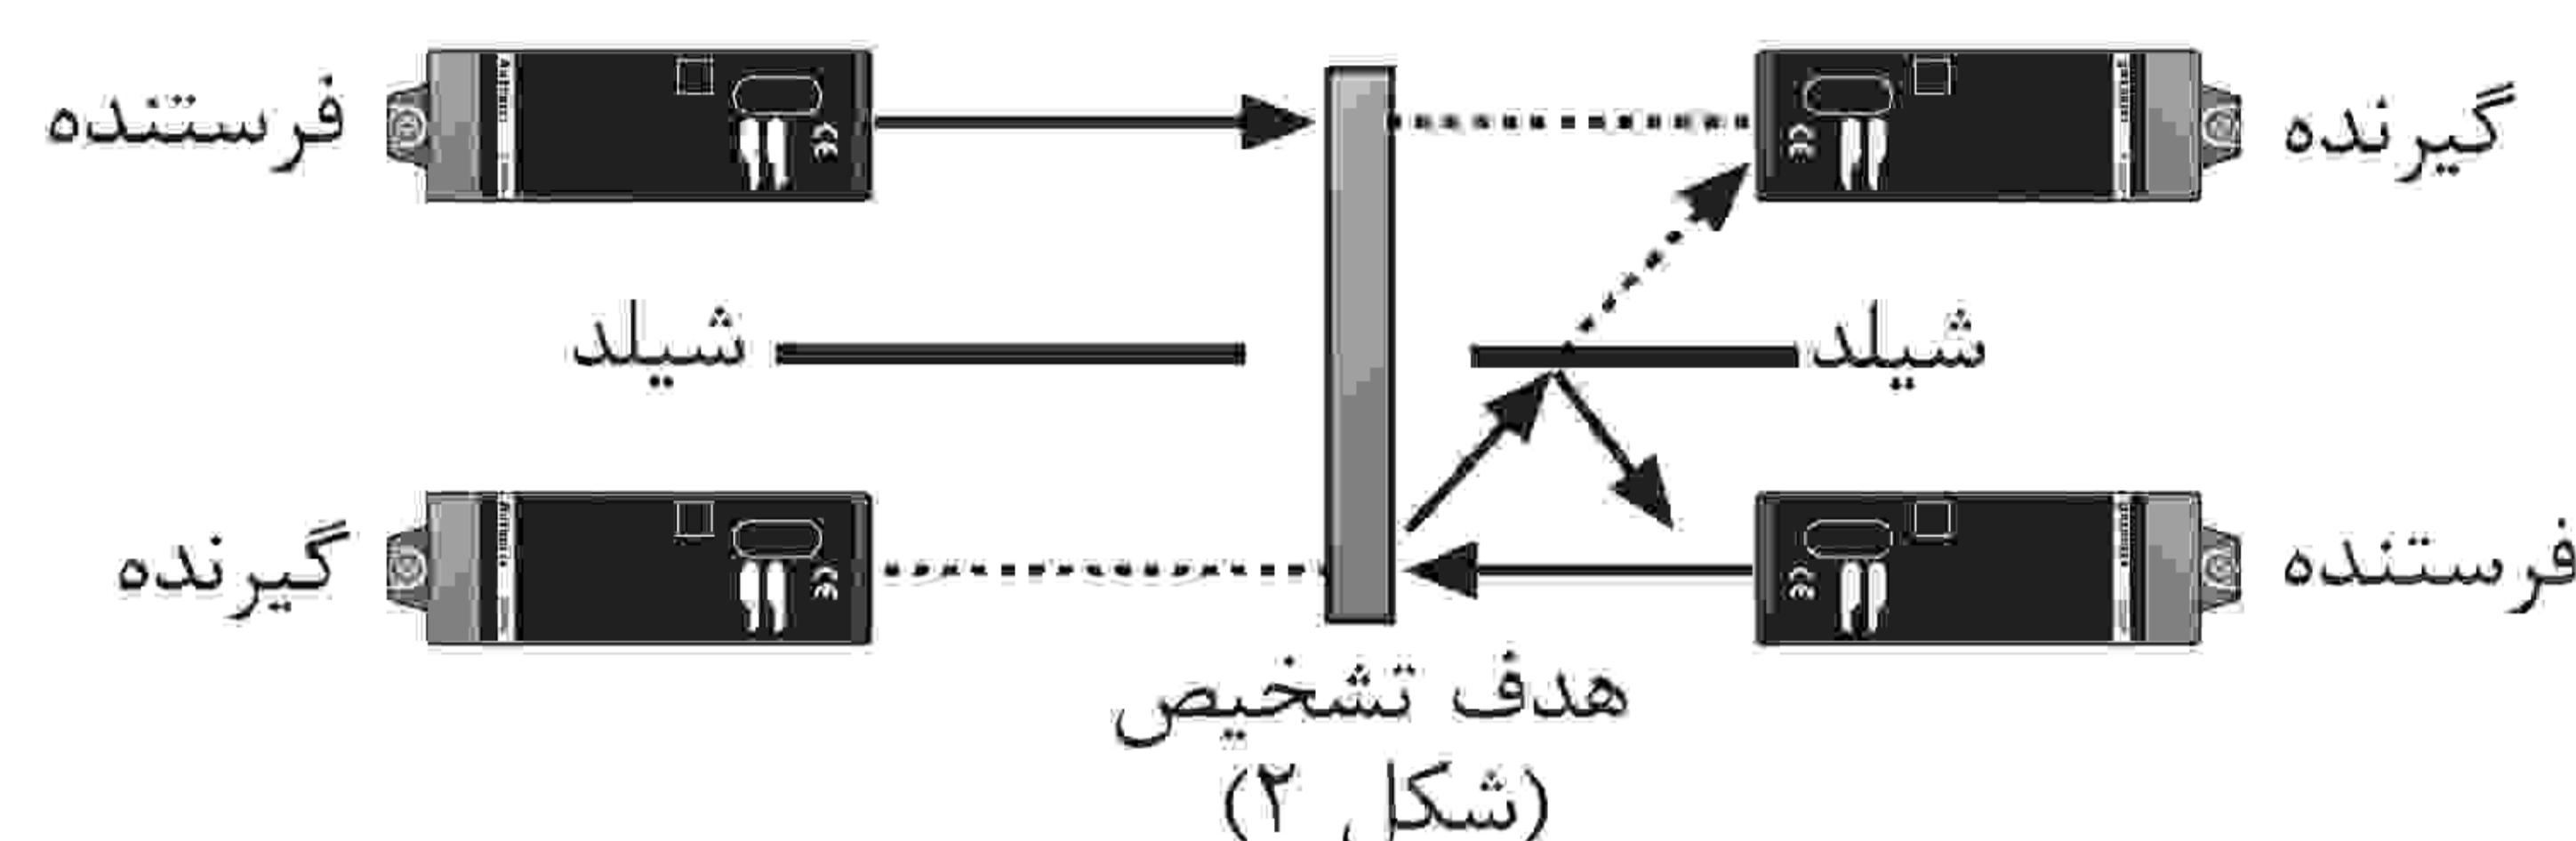 گیرنده
فرستنده
شیلد
شیلد
فرستنده
گیرنده
هدف تشخیص
(شکل ۲)